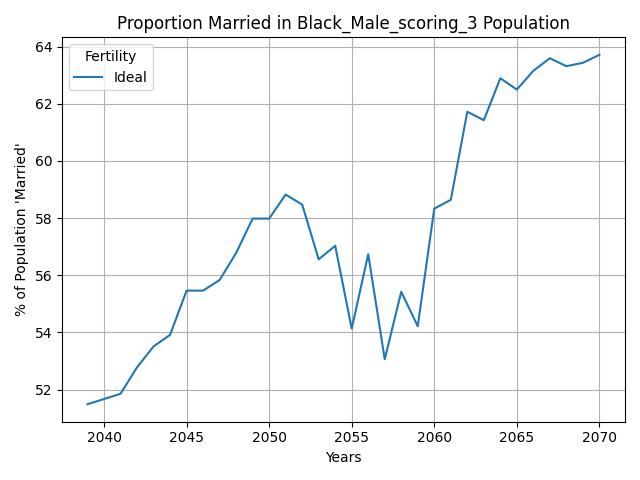 Proportion Married in Black_Male_scoring_3 Population
Fertility
Ideal
% of Population 'Married'
64
62
60
58
56
54
52
2040
2045
2050
2055
2060
2065
2070
Years